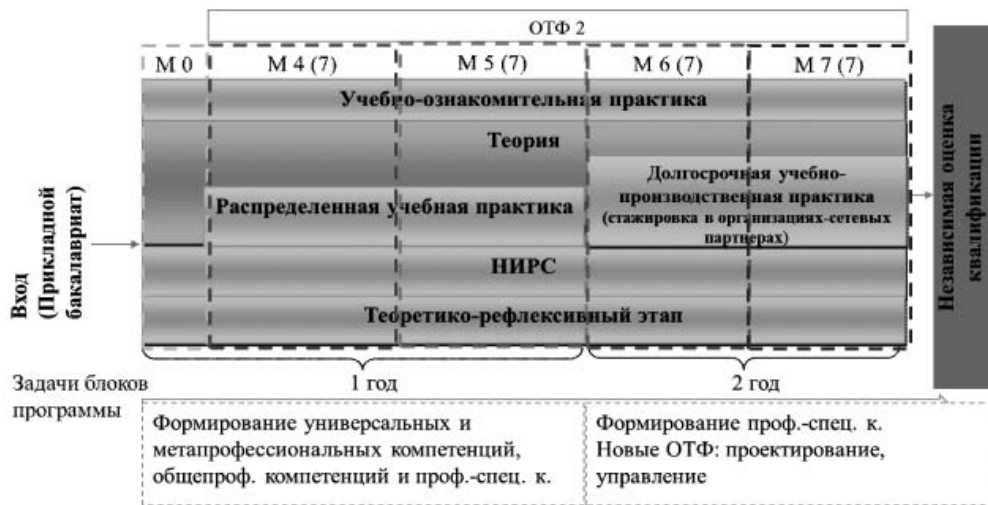 ОТФ 2
М 0
М 4 (7)
М 5 (7)
М 6 (7)
М 7 (7)
Учебно-ознакомительная практика
Теория
Долгосрочная учебно-
производственная практика
(стажировка в организациях-сетевых
партнерах)
Распределенная учебная практика
НИРС
Теоретико-рефлексивный этап
Вход
(Прикладной
бакалавриат)
Независимая оценка
квалификации
1 год
2 год
Задачи блоков
программы
Формирование универсальных и
метапрофессиональных компетенций,
общепроф. компетенций и проф.-спец. к.
Формирование проф.-спец. к.
Новые ОТФ: проектирование,
управление